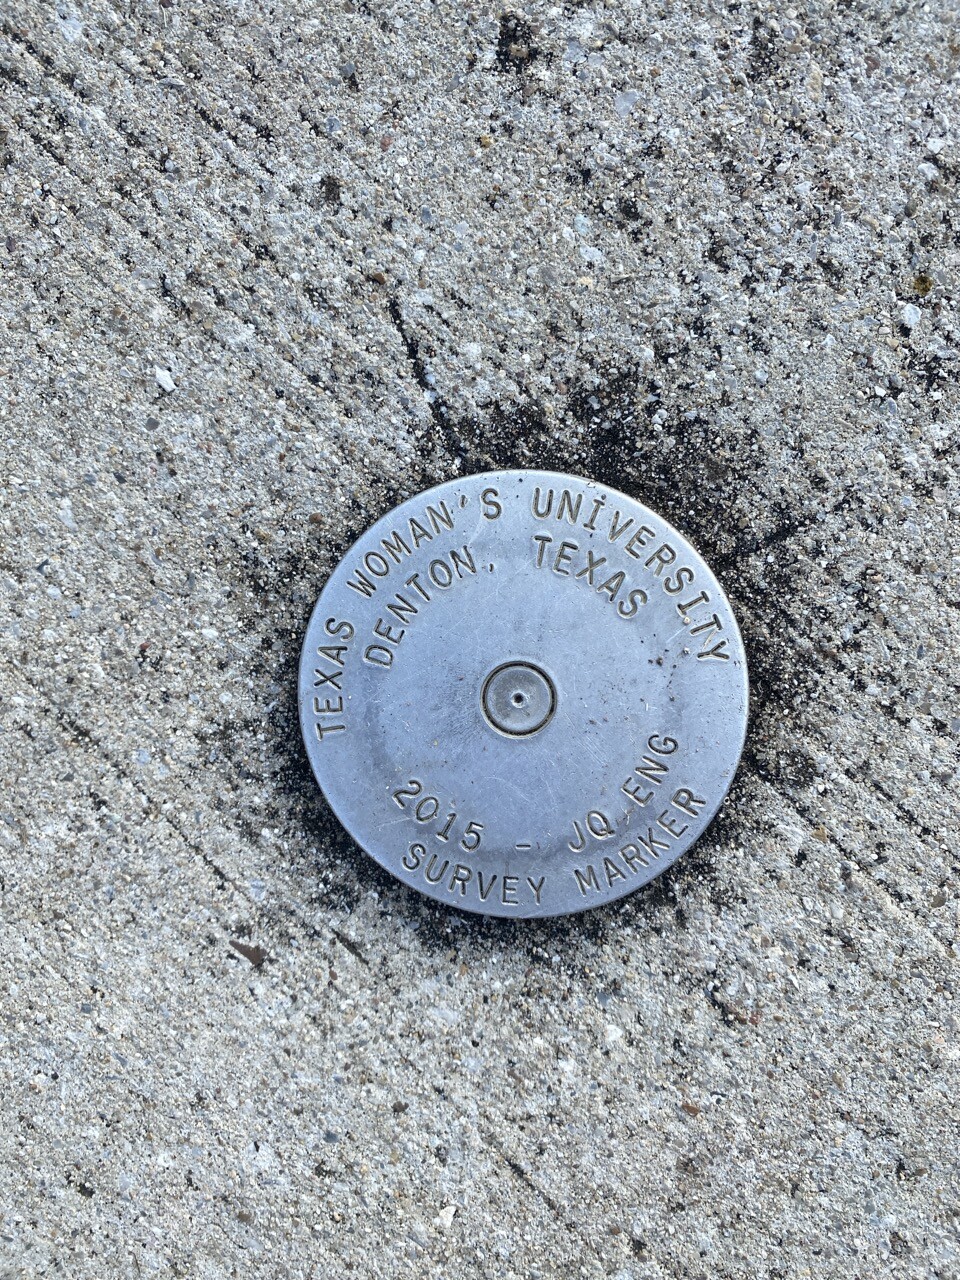 TEXAS WOMAN'S UNIVERSITY
DENTON, TEXAS
2015 - JQ ENG
SURVEY MARKER